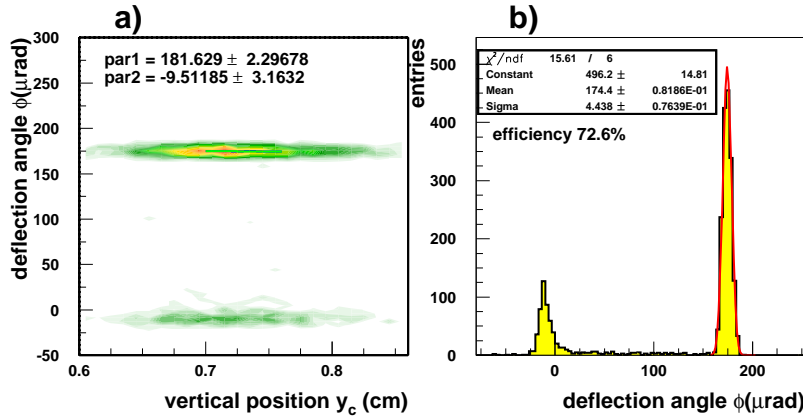 a)
b)
deflection angle ϕ(μrad)
300
250
200
150
100
50
0
-50
par1 = 181.629 ± 2.29678
par2 = -9.51185 ± 3.1632
0.6
0.7
0.8
vertical position y_c (cm)
entries
500
400
300
200
100
0
χ²/ndf 15.61 / 6
Constant 496.2 ± 14.81
Mean 174.4 ± 0.8186E-01
Sigma 4.438 ± 0.7639E-01
efficiency 72.6%
0
100
200
deflection angle ϕ(μrad)